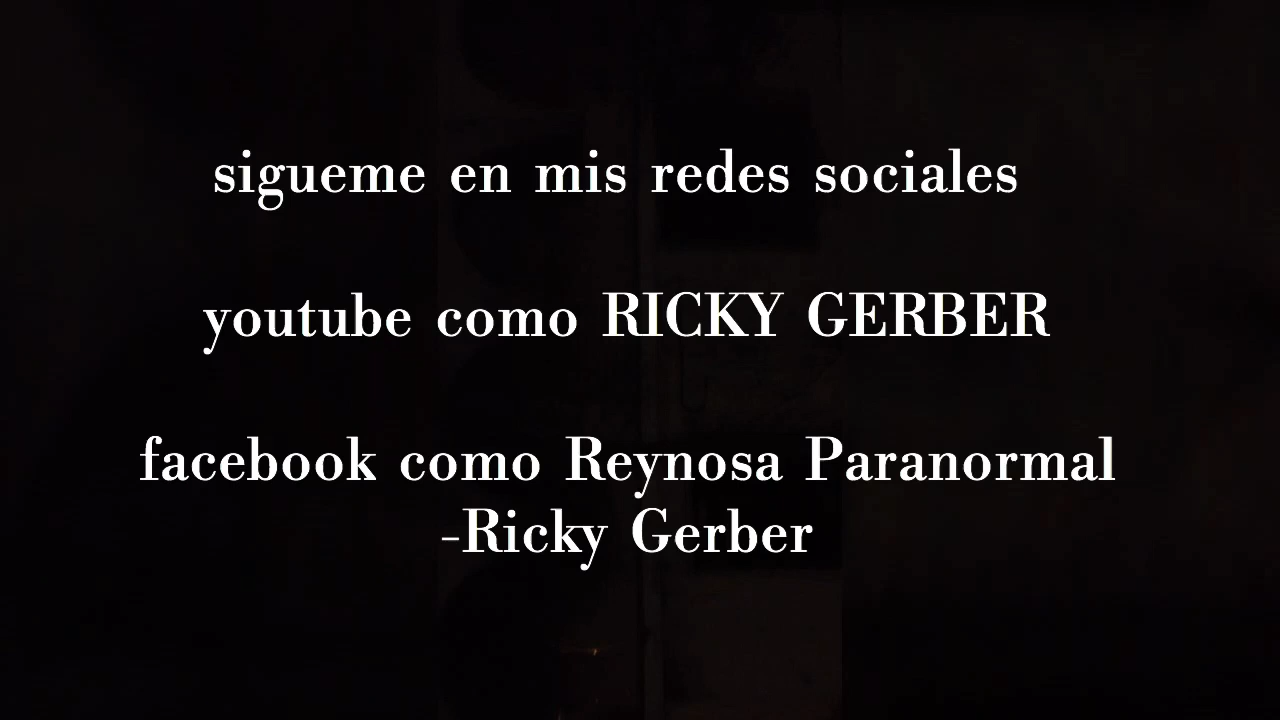 sigueme en mis redes sociales
youtube como RICKY GERBER
facebook como Reynosa Paranormal
-Ricky Gerber